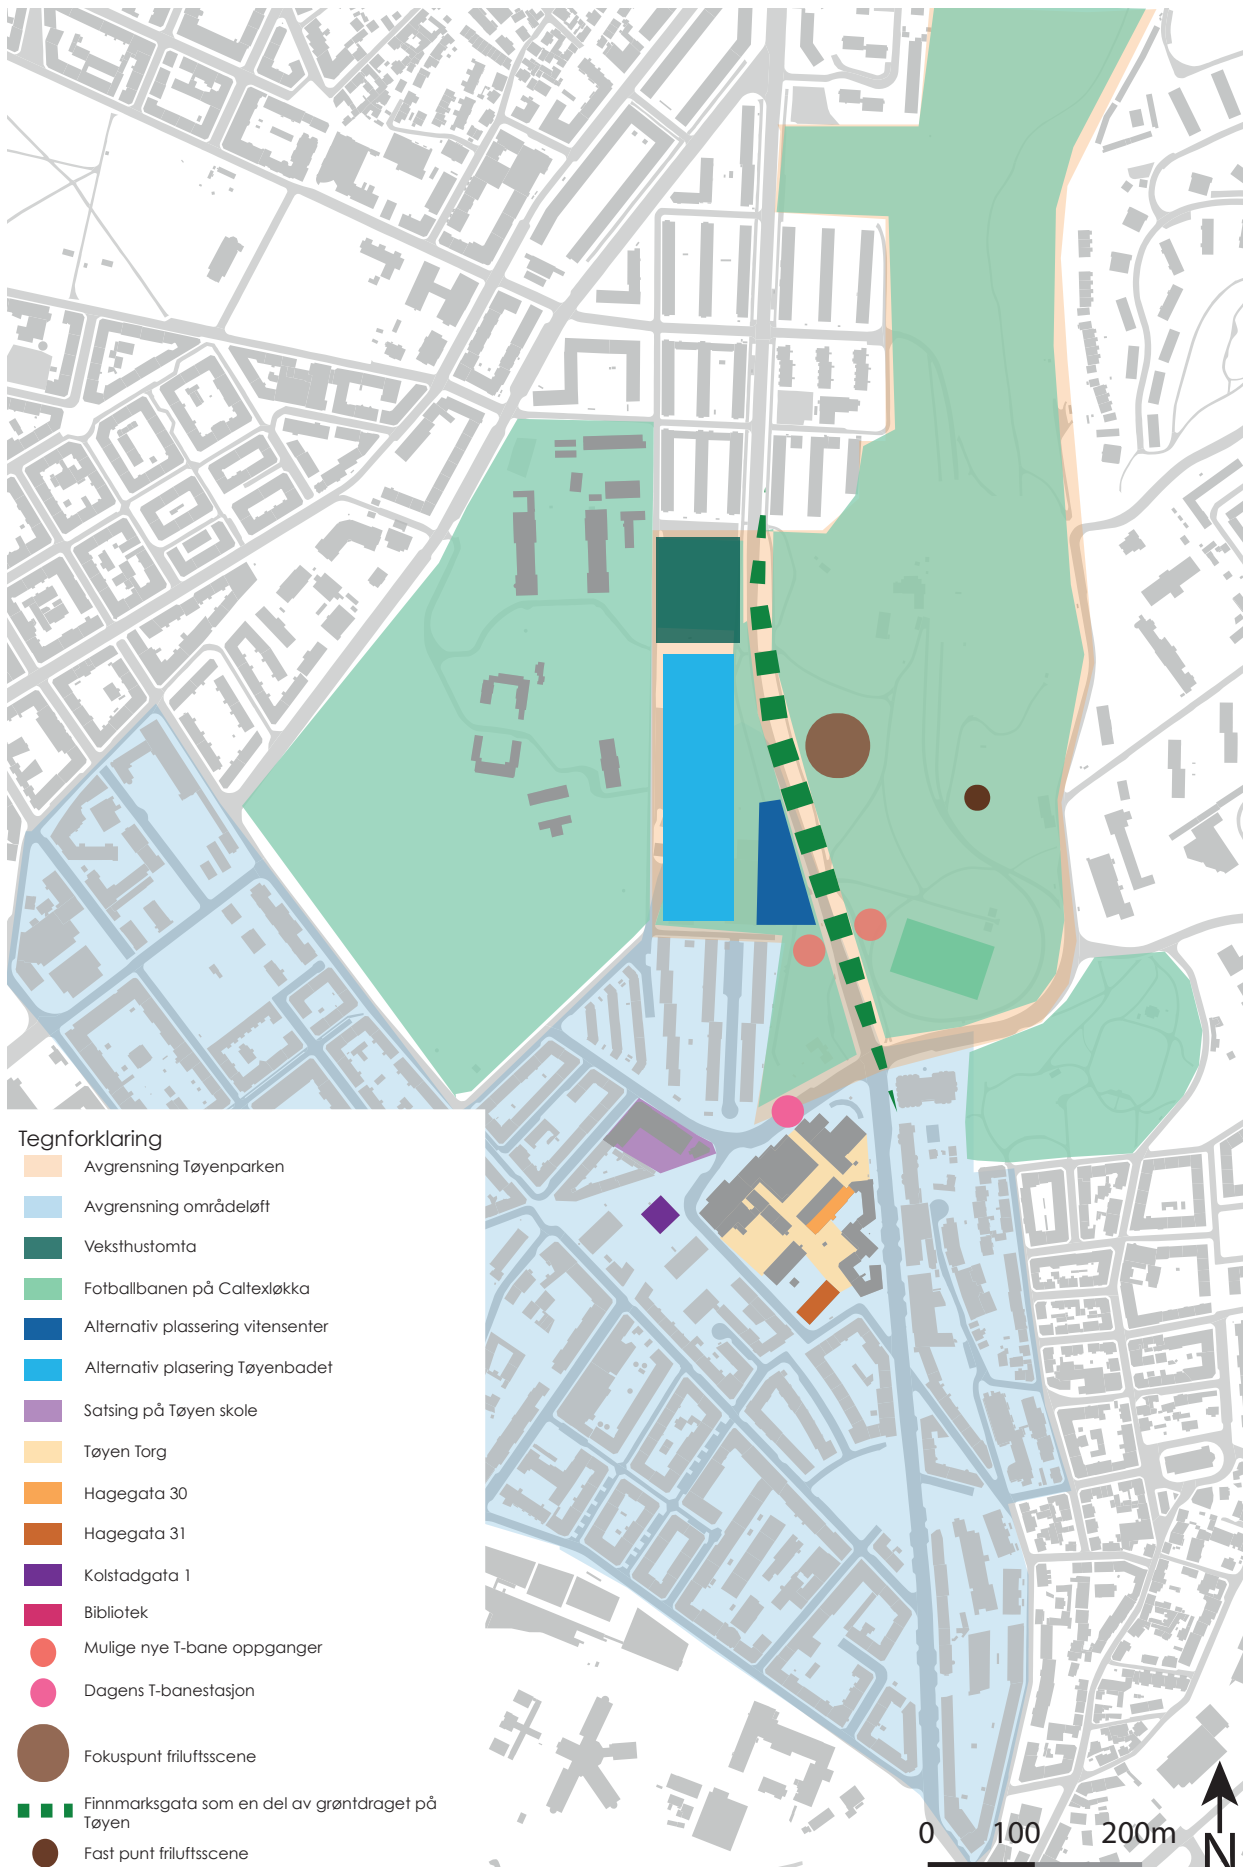 Tegnforklaring
Avgrensning Tøyenparken
Avgrensning områdeløft
Veksthustomta
Fotballbanen på Caltexløkka
Alternativ plassering vitensenter
Alternativ plasering Tøyenbadet
Satsing på Tøyen skole
Tøyen Torg
Hagegata 30
Hagegata 31
Kolstadgata 1
Bibliotek
Mulige nye T-bane oppganger
Dagens T-banestasjon
Fokuspunt friluftsscene
Finnmarksgata som en del av grøntdraget på
Tøyen
Fast punt friluftsscene
0 100 200m
N